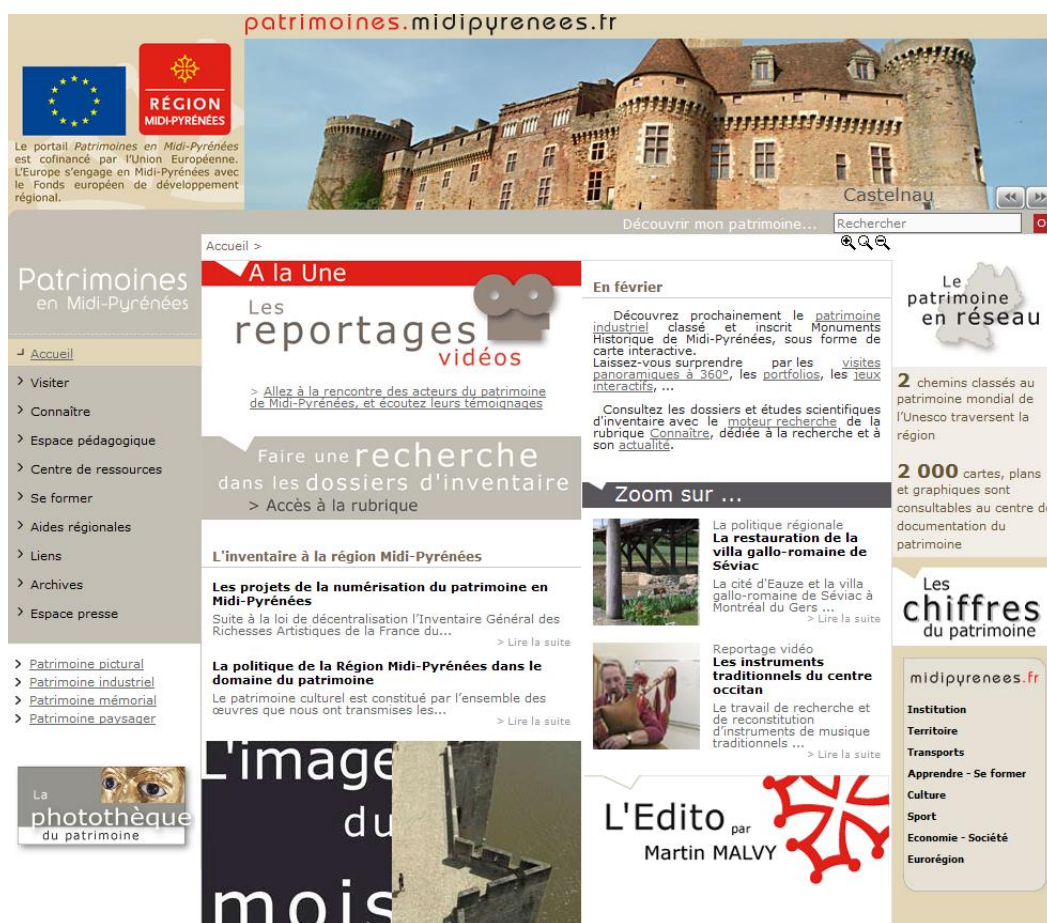 patrimoines.midipyrenees.fr
RÉGION
MIDI-PYRÉNÉES
Le portail Patrimoines en Midi-Pyrénées
est cofinancé par l'Union Européenne.
L'Europe s'engage en Midi-Pyrénées avec
le Fonds européen de développement
régional.
Castelnau
Découvrir mon patrimoine...
Rechercher
Accueil >
Patrimoines
en Midi-Pyrénées
Accueil
Visiter
Connaître
Espace pédagogique
Centre de ressources
Se former
Aides régionales
Liens
Archives
Espace presse
Patrimoine pictural
Patrimoine industriel
Patrimoine mémorial
Patrimoine paysager
La
photothèque
du patrimoine
A la Une
Les
reportages
vidéos
> Allez à la rencontre des acteurs du patrimoine
de Midi-Pyrénées, et écoutez leurs témoignages
Faire une recherche
dans les dossiers d'inventaire
> Accès à la rubrique
L'inventaire à la région Midi-Pyrénées
Les projets de la numérisation du patrimoine en
Midi-Pyrénées
Suite à la loi de décentralisation l'Inventaire Général des
Richesses Artistiques de la France du...
> Lire la suite
La politique de la Région Midi-Pyrénées dans le
domaine du patrimoine
Le patrimoine culturel est constitué par l'ensemble des
œuvres que nous ont transmises les...
> Lire la suite
L'image
du
mois
En février
Découvrez prochainement le patrimoine
industriel classé et inscrit Monuments
Historique de Midi-Pyrénées, sous forme de
carte interactive.
Laissez-vous surprendre par les visites
panoramiques à 360°, les portfolios, les jeux
interactifs, ...
Consultez les dossiers et études scientifiques
d'inventaire avec le moteur recherche de la
rubrique Connaître, dédiée à la recherche et à
son actualité.
Zoom sur ...
La politique régionale
La restauration de la
villa gallo-romaine de
Séviac
La cité d'Eauze et la villa
gallo-romaine de Séviac à
Montréal du Gers ...
> Lire la suite
Reportage vidéo
Les instruments
traditionnels du centre
occitan
Le travail de recherche et
de reconstitution
d'instruments de musique
traditionnels ...
> Lire la suite
L'Edito par
Martin MALVY
Le
patrimoine
en réseau
2 chemins classés au
patrimoine mondial de
l'Unesco traversent la
région
2 000 cartes, plans
et graphiques sont
consultables au centre de
documentation du
patrimoine
Les
chiffres
du patrimoine
midipyrenees.fr
Institution
Territoire
Transports
Apprendre - Se former
Culture
Sport
Economie - Société
Eurorégion